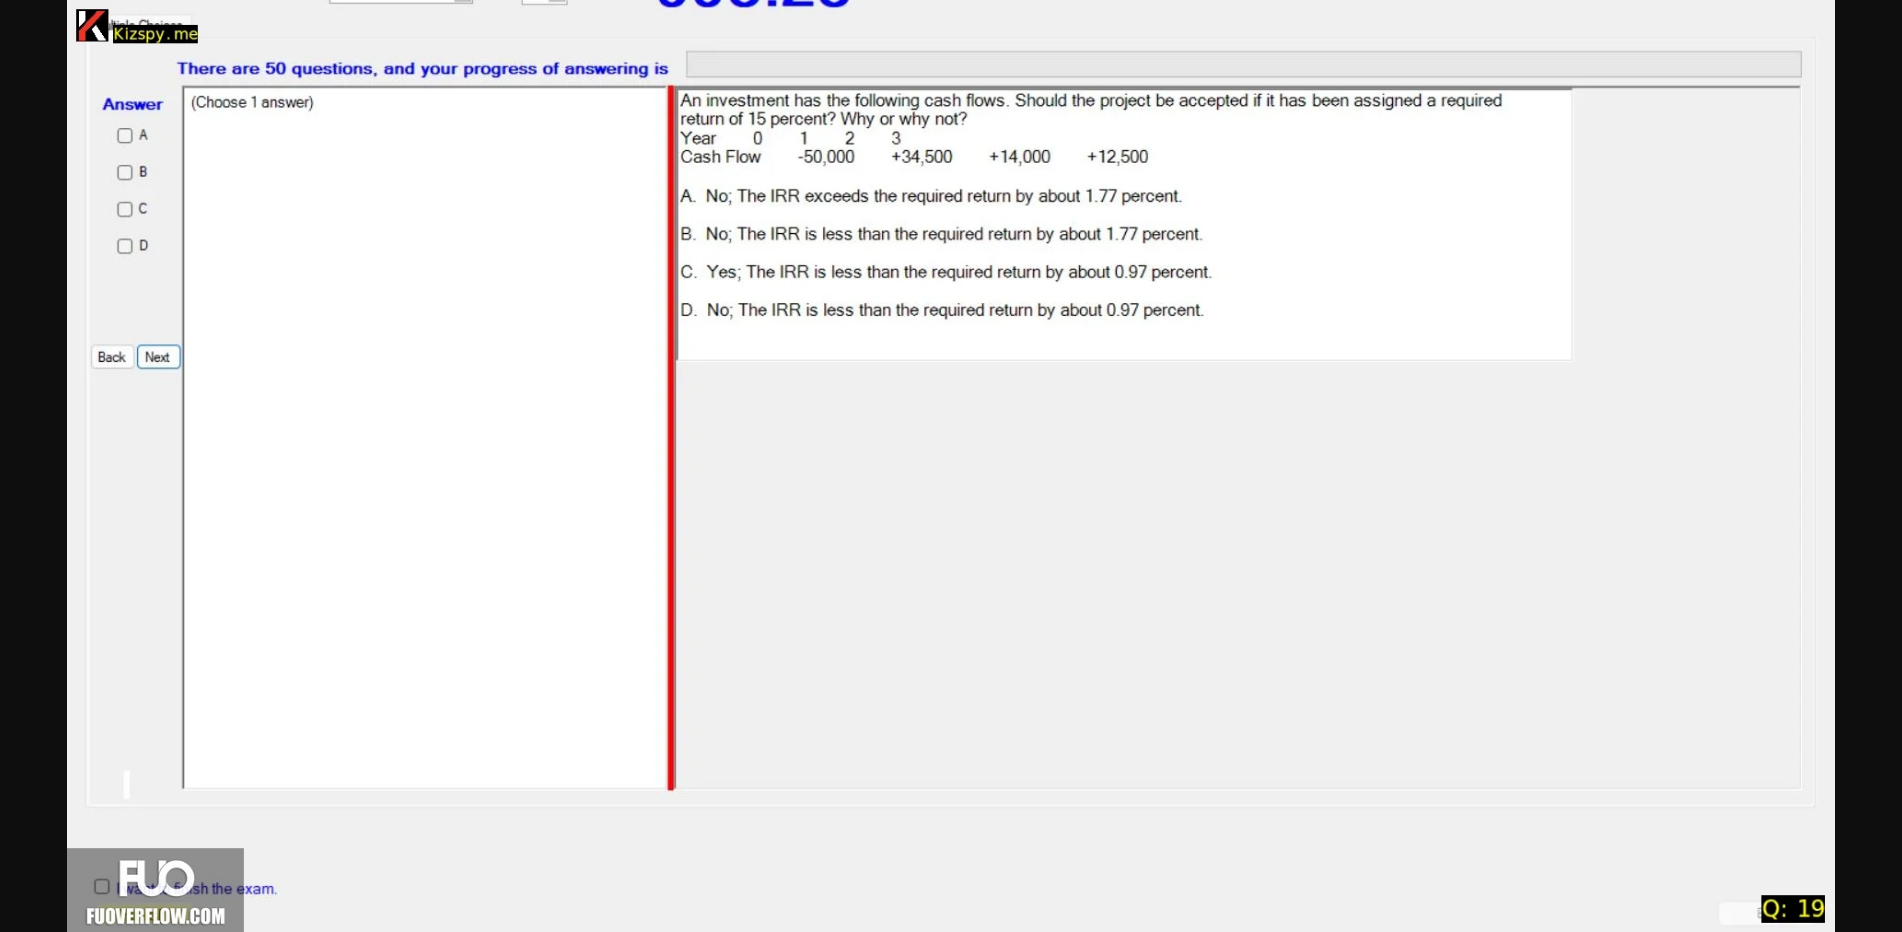 Kizspy.me
There are 50 questions, and your progress of answering is
Answer
A
B
C
D
Back
Next
(Choose 1 answer)
An investment has the following cash flows. Should the project be accepted if it has been assigned a required
return of 15 percent? Why or why not?
Year 0 1 2 3
Cash Flow -50,000 +34,500 +14,000 +12,500
A. No; The IRR exceeds the required return by about 1.77 percent.
B. No; The IRR is less than the required return by about 1.77 percent.
C. Yes; The IRR is less than the required return by about 0.97 percent.
D. No; The IRR is less than the required return by about 0.97 percent.
FUO
the exam.
FUOVERFLOW.COM
Q: 19